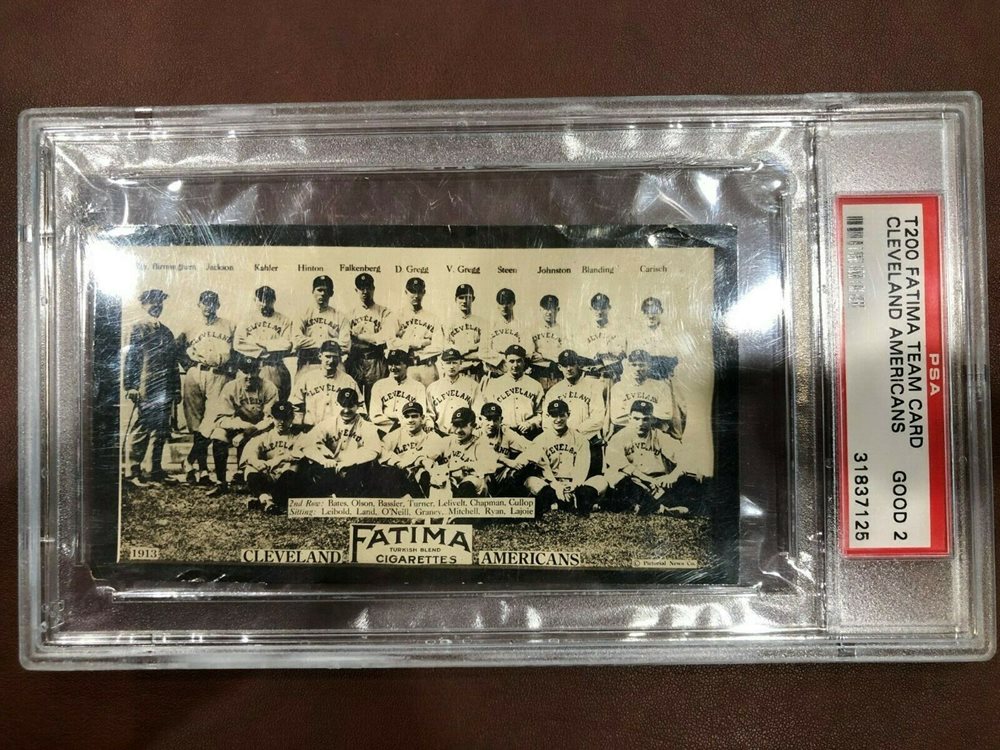 Jackson Kahler Hinton Falkenberg D. Gregg V. Gregg Steen Johnston Blanding Carisch
2nd Row: Bates, Olson, Bassler, Turner, Lelivelt, Chapman, Cullop
Sitting: Leibold, Land, O'Neill, Graney, Mitchell, Ryan, Lajoie
1913
CLEVELAND
FATIMA
TURKISH BLEND
CIGARETTES
AMERICANS
© Pictorial News Co.
PSA
T200 FATIMA TEAM CARD
CLEVELAND AMERICANS
GOOD 2
31837125